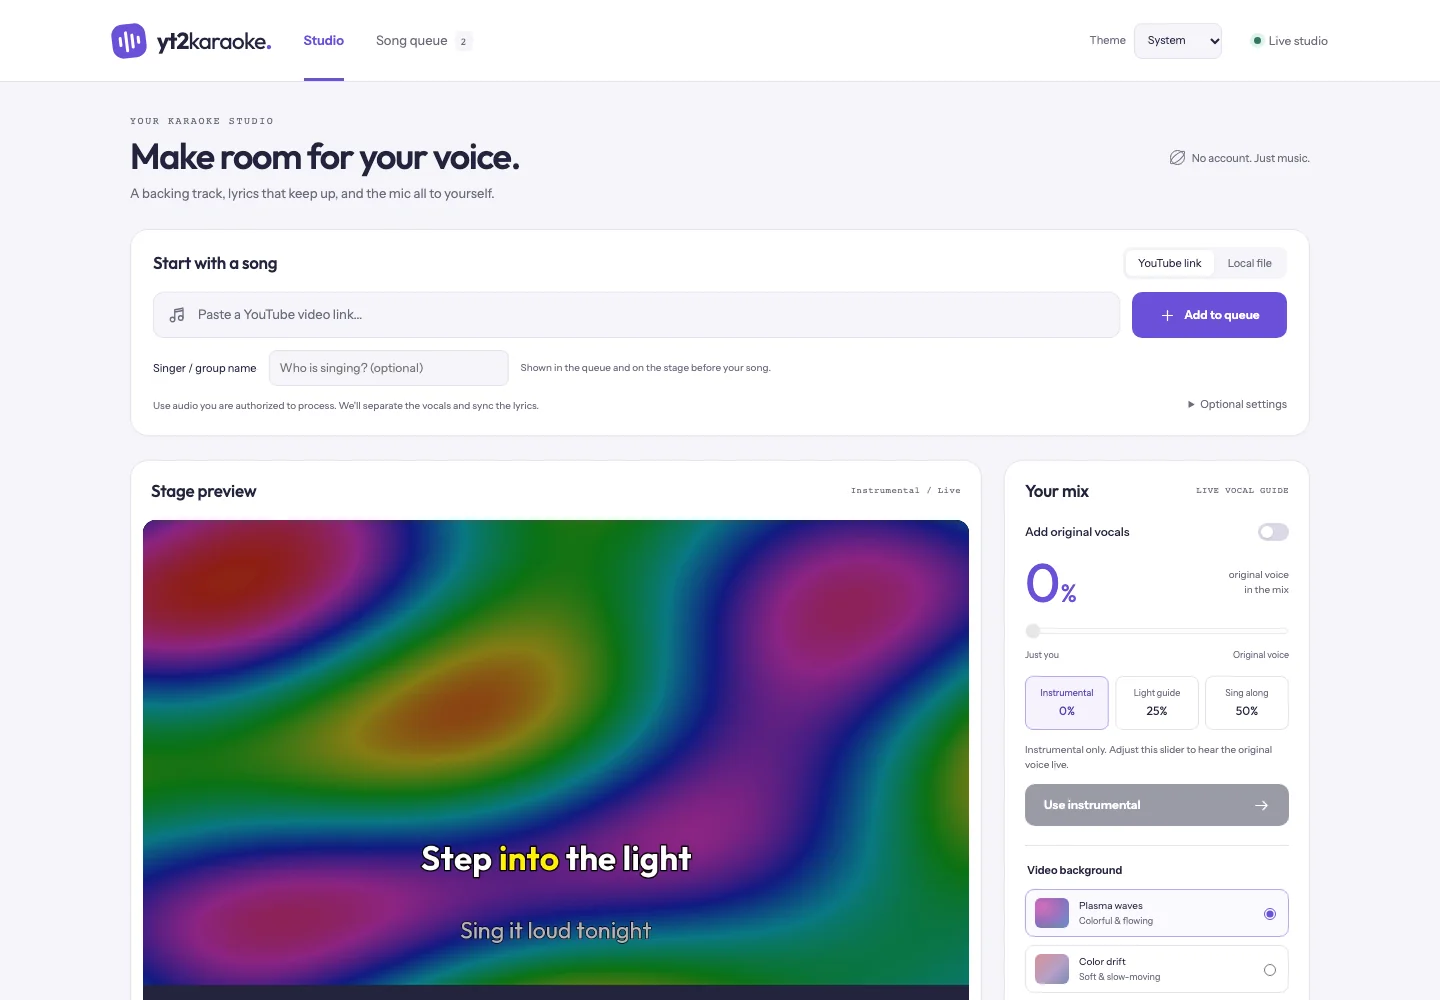 yt2karaoke.
Studio
Song queue 2
Theme
System
Live studio
YOUR KARAOKE STUDIO
Make room for your voice.
No account. Just music.
A backing track, lyrics that keep up, and the mic all to yourself.
Start with a song
YouTube link
Local file
Paste a YouTube video link...
Add to queue
Singer / group name
Who is singing? (optional)
Shown in the queue and on the stage before your song.
Use audio you are authorized to process. We'll separate the vocals and sync the lyrics.
Optional settings
Stage preview
Instrumental / Live
Step into the light
Sing it loud tonight
Your mix
LIVE VOCAL GUIDE
Add original vocals
0%
original voice
in the mix
Just you
Original voice
Instrumental
0%
Light guide
25%
Sing along
50%
Instrumental only. Adjust this slider to hear the original
voice live.
Use instrumental
Video background
Plasma waves
Colorful & flowing
Color drift
Soft & slow-moving